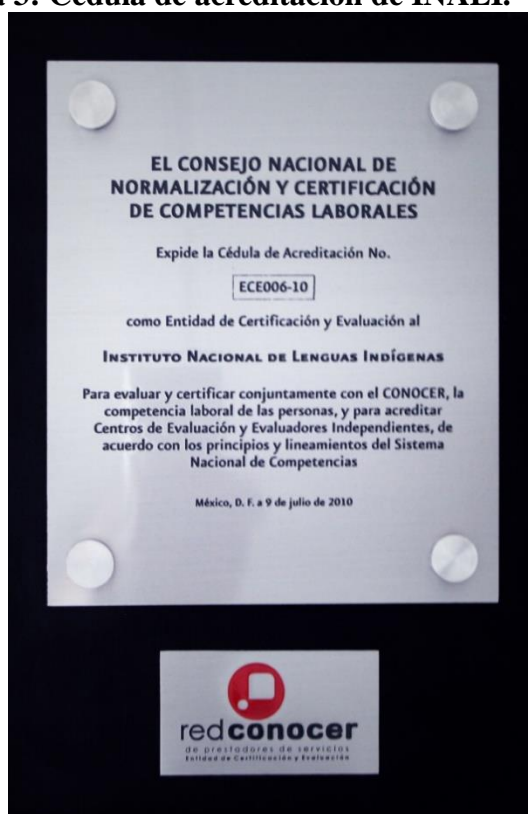 3: Cédula de acreditación de INALI.
EL CONSEJO NACIONAL DE
NORMALIZACIÓN Y CERTIFICACIÓN
DE COMPETENCIAS LABORALES
Expide la Cédula de Acreditación No.
ECE006-10
como Entidad de Certificación y Evaluación al
INSTITUTO NACIONAL DE LENGUAS INDÍGENAS
Para evaluar y certificar conjuntamente con el CONOCER, la
competencia laboral de las personas, y para acreditar
Centros de Evaluación y Evaluadores Independientes, de
acuerdo con los principios y lineamientos del Sistema
Nacional de Competencias
México, D. F. a 9 de julio de 2010
redconocer
de prestadores de servicios
Entidad de Certificación y Evaluación